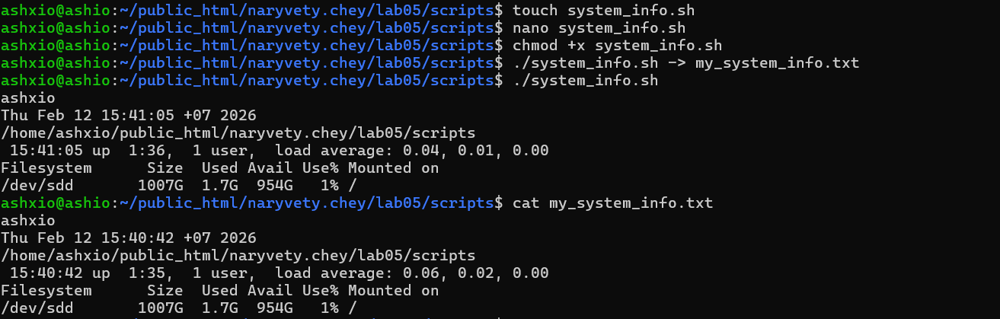 ashxio@ashio:~/public_html/naryvety.chey/lab05/scripts$ touch system_info.sh
ashxio@ashio:~/public_html/naryvety.chey/lab05/scripts$ nano system_info.sh
ashxio@ashio:~/public_html/naryvety.chey/lab05/scripts$ chmod +x system_info.sh
ashxio@ashio:~/public_html/naryvety.chey/lab05/scripts$ ./system_info.sh -> my_system_info.txt
ashxio@ashio:~/public_html/naryvety.chey/lab05/scripts$ ./system_info.sh
ashxio
Thu Feb 12 15:41:05 +07 2026
/home/ashxio/public_html/naryvety.chey/lab05/scripts
 15:41:05 up  1:36,  1 user,  load average: 0.04, 0.01, 0.00
Filesystem      Size  Used Avail Use% Mounted on
/dev/sdd       1007G  1.7G  954G   1% /
ashxio@ashio:~/public_html/naryvety.chey/lab05/scripts$ cat my_system_info.txt
ashxio
Thu Feb 12 15:40:42 +07 2026
/home/ashxio/public_html/naryvety.chey/lab05/scripts
 15:40:42 up  1:35,  1 user,  load average: 0.06, 0.02, 0.00
Filesystem      Size  Used Avail Use% Mounted on
/dev/sdd       1007G  1.7G  954G   1% /